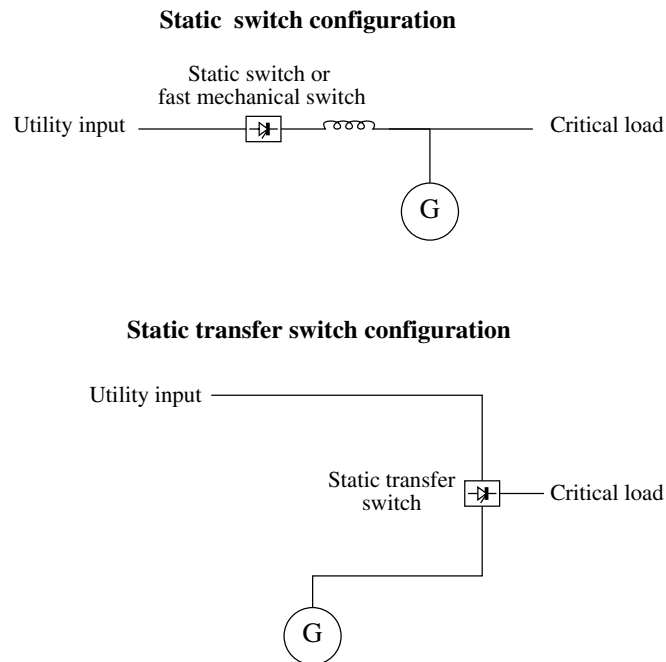 Static switch configuration
Static switch or
fast mechanical switch
Utility input
Critical load
G
Static transfer switch configuration
Utility input
Static transfer
switch
Critical load
G